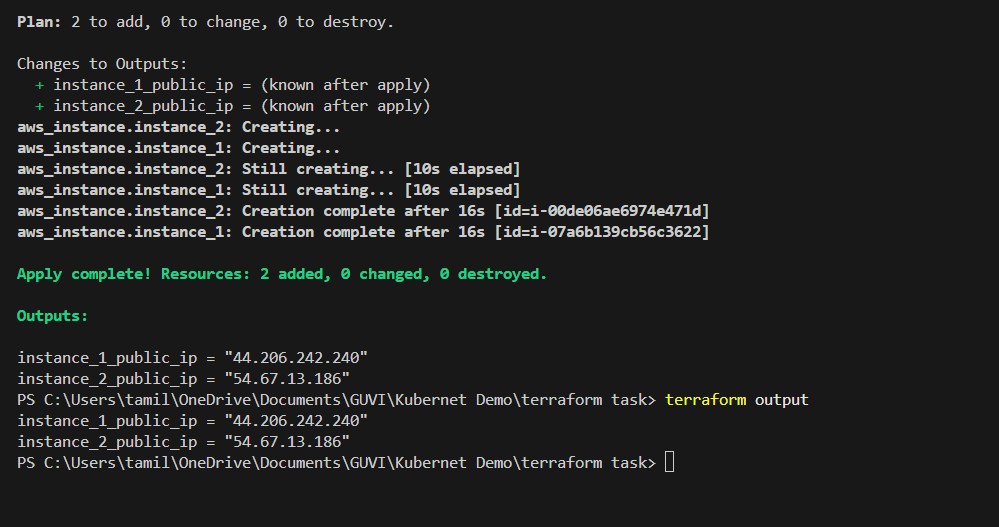 Plan: 2 to add, 0 to change, 0 to destroy.
Changes to Outputs:
+ instance_1_public_ip = (known after apply)
+ instance_2_public_ip = (known after apply)
aws_instance.instance_2: Creating...
aws_instance.instance_1: Creating...
aws_instance.instance_2: Still creating... [10s elapsed]
aws_instance.instance_1: Still creating... [10s elapsed]
aws_instance.instance_2: Creation complete after 16s [id=i-00de06ae6974e471d]
aws_instance.instance_1: Creation complete after 16s [id=i-07a6b139cb56c3622]
Apply complete! Resources: 2 added, 0 changed, 0 destroyed.
Outputs:
instance_1_public_ip = "44.206.242.240"
instance_2_public_ip = "54.67.13.186"
PS C:\Users\tamil\OneDrive\Documents\GUVI\Kubernet Demo\terraform task> terraform output
instance_1_public_ip = "44.206.242.240"
instance_2_public_ip = "54.67.13.186"
PS C:\Users\tamil\OneDrive\Documents\GUVI\Kubernet Demo\terraform task>